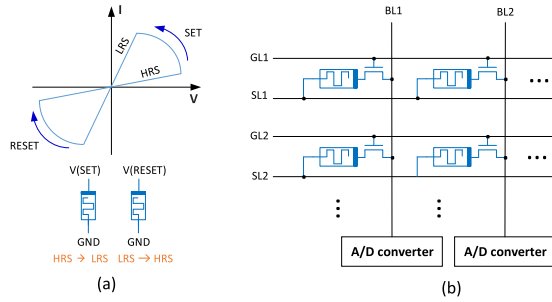 I
SET
LRS
HRS
V
RESET
V(SET) V(RESET)
GND GND
HRS → LRS LRS → HRS
(a)
BL1 BL2
GL1
SL1
GL2
SL2
A/D converter A/D converter
(b)